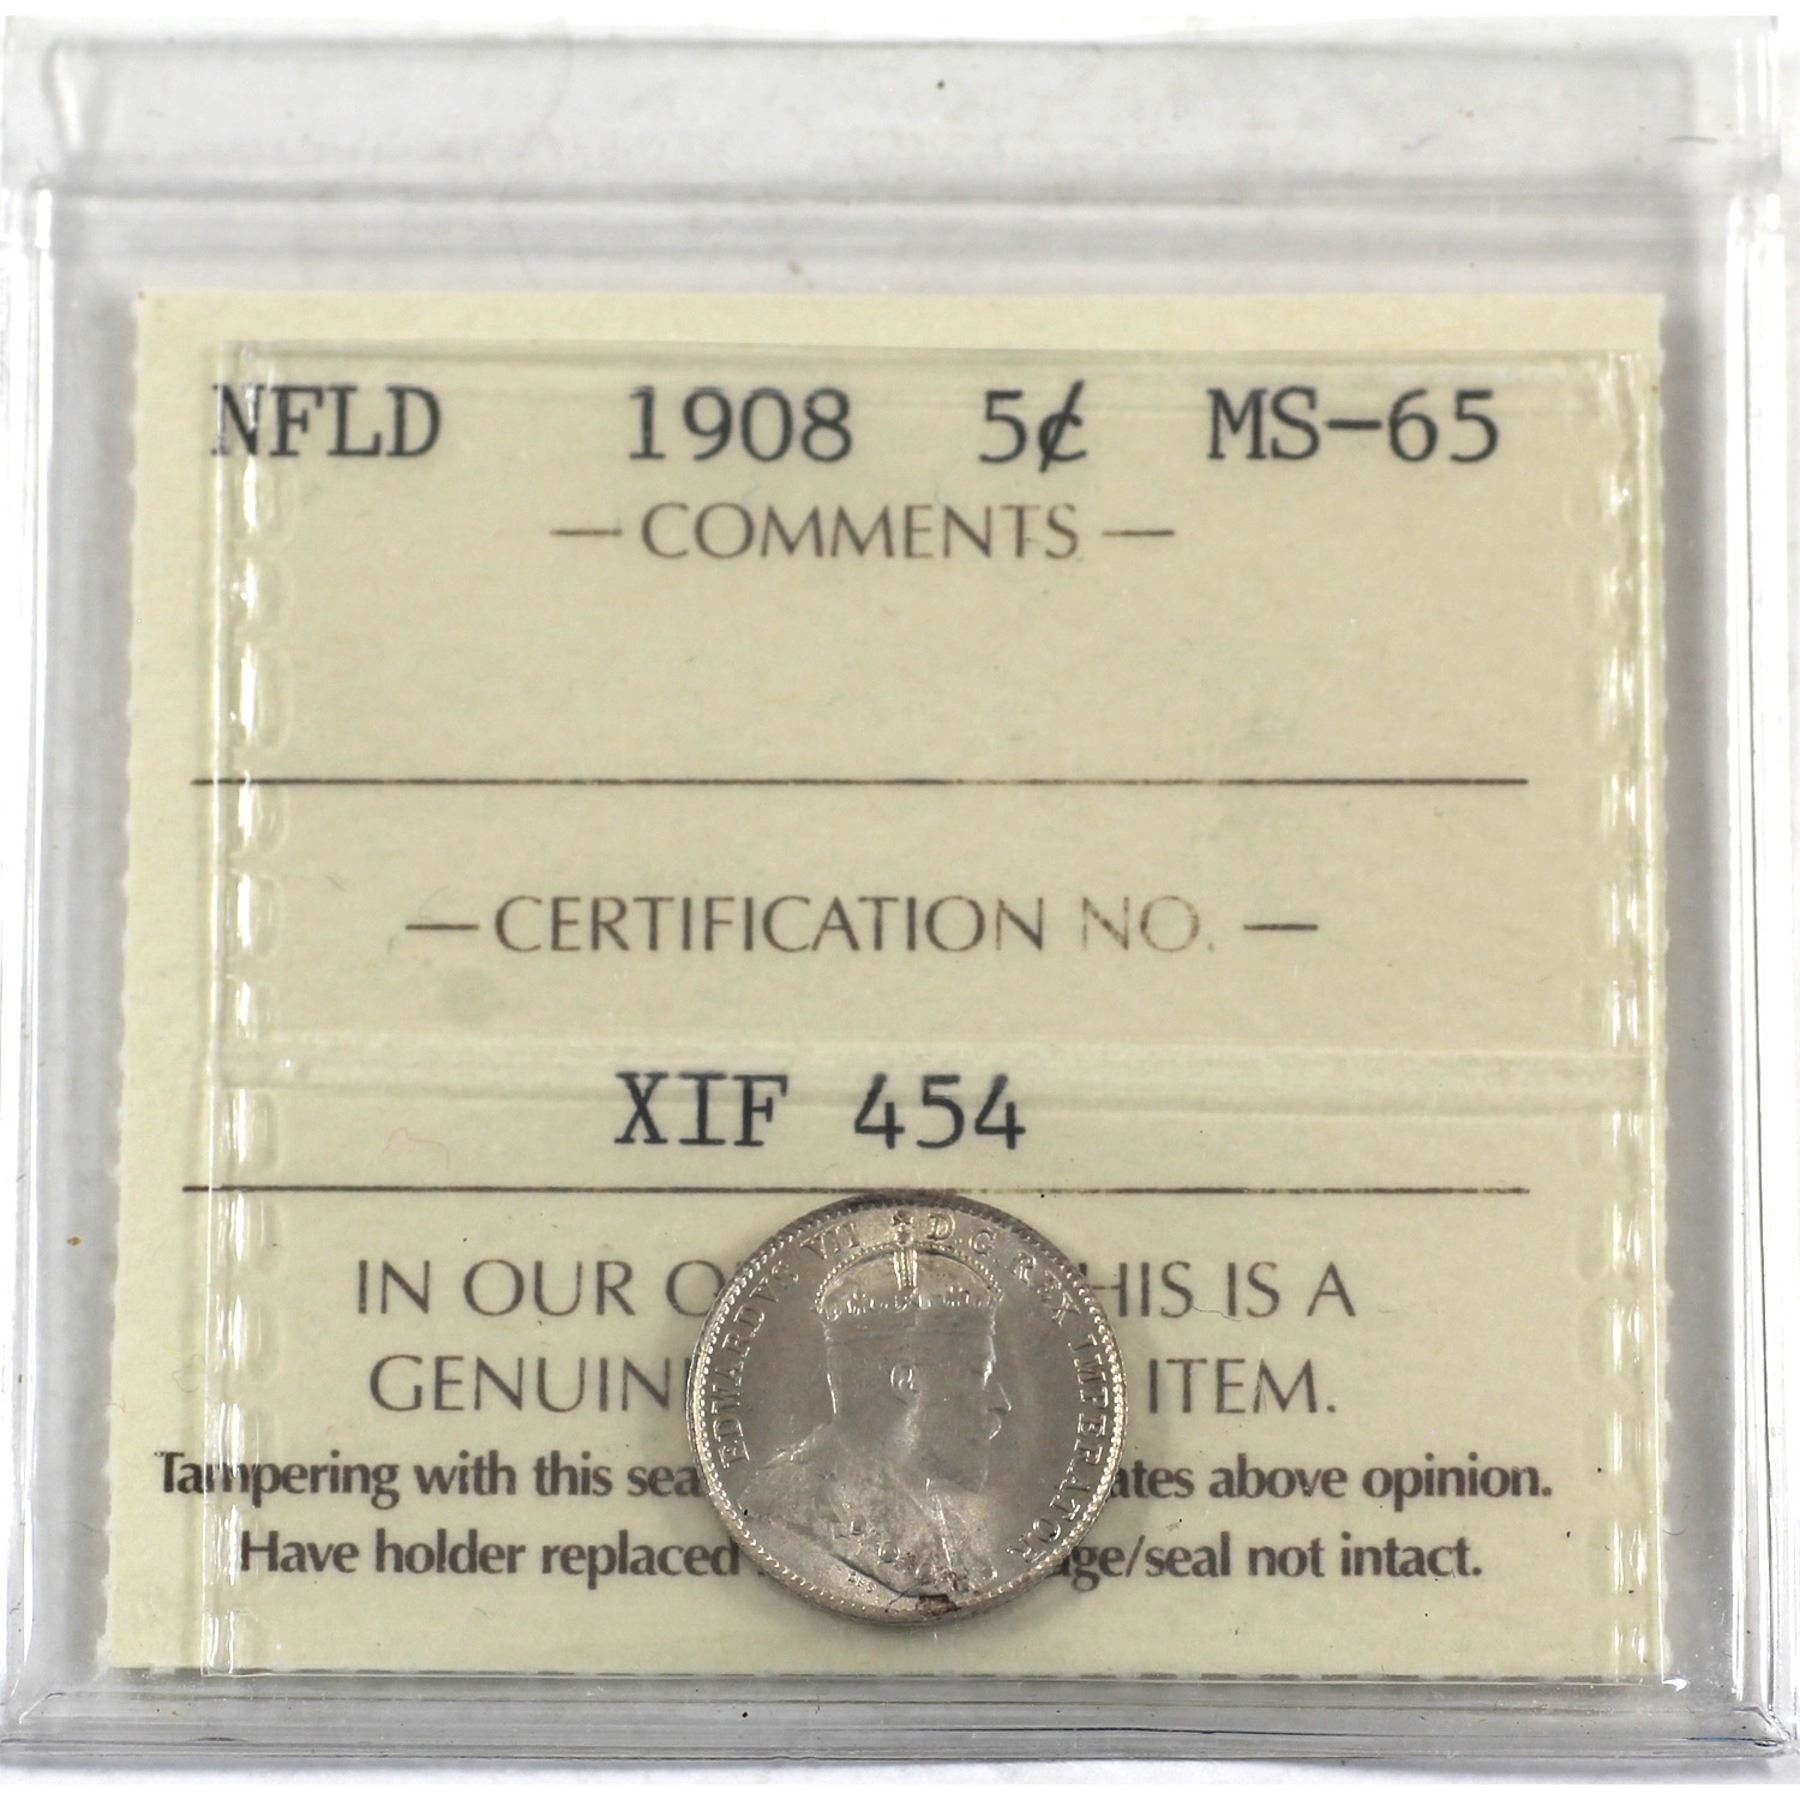 NFLD 1908 5¢ MS-65
— COMMENTS —
— CERTIFICATION NO. —
XIF 454
IN OUR O HIS IS A
GENUIN ITEM.
Tampering with this sea ates above opinion.
Have holder replaced ge/seal not intact.
EDWARDVS VII D.G. REX IMPERATOR